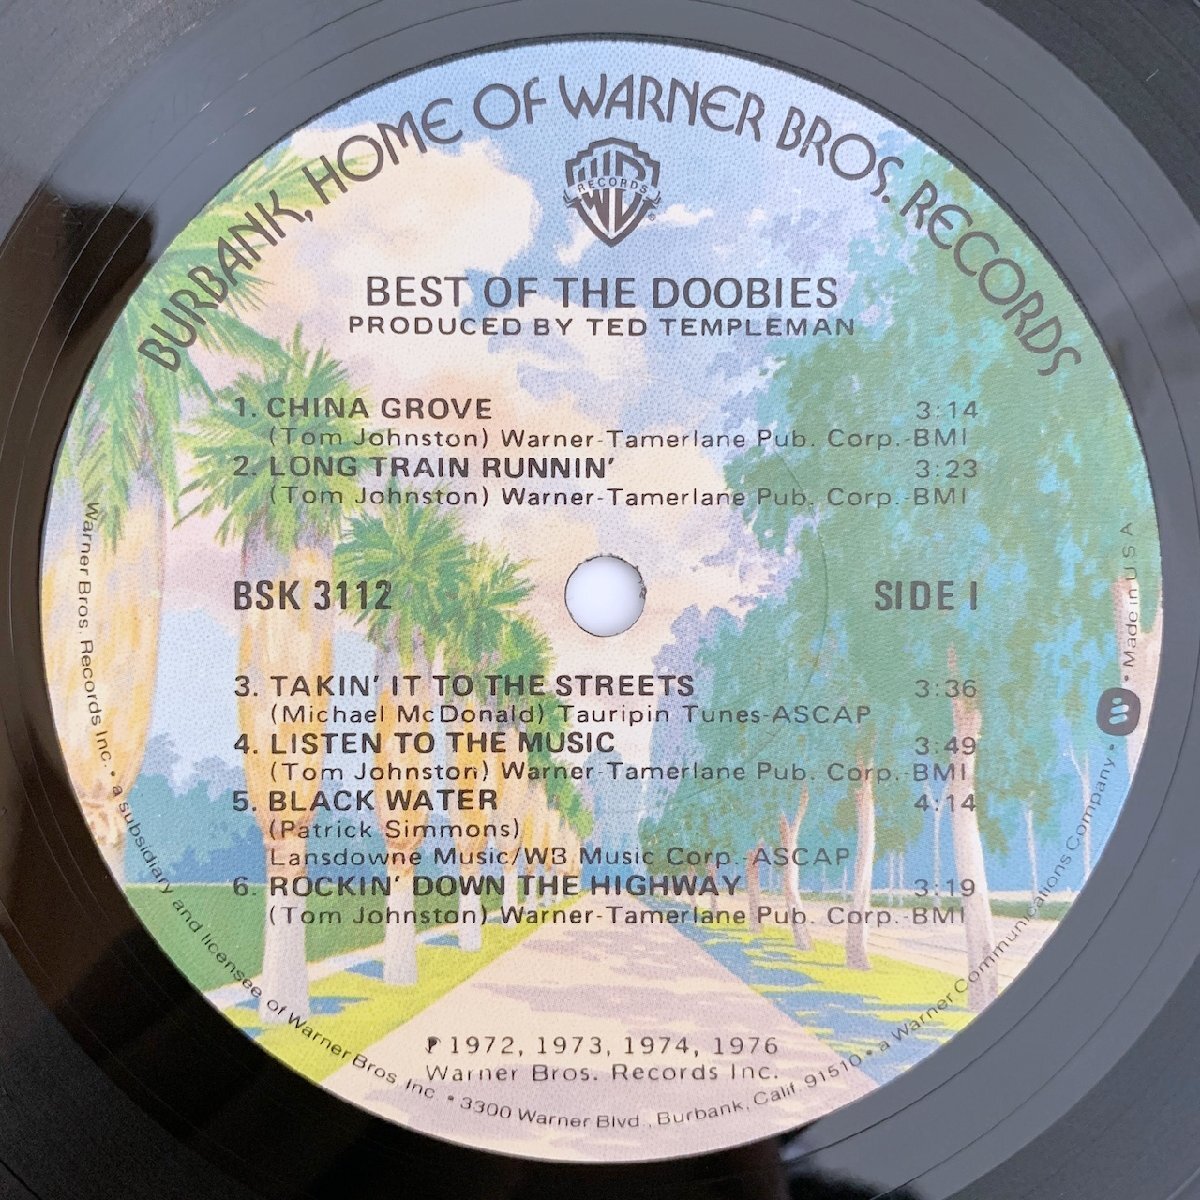 BURBANK, HOME OF WARNER BROS. RECORDS
RECORDS
WB
®
BEST OF THE DOOBIES
PRODUCED BY TED TEMPLEMAN
1. CHINA GROVE 3:14
(Tom Johnston) Warner-Tamerlane Pub. Corp.-BMI
2. LONG TRAIN RUNNIN' 3:23
(Tom Johnston) Warner-Tamerlane Pub. Corp.-BMI
BSK 3112 SIDE I
3. TAKIN' IT TO THE STREETS 3:36
(Michael McDonald) Tauripin Tunes-ASCAP
4. LISTEN TO THE MUSIC 3:49
(Tom Johnston) Warner-Tamerlane Pub. Corp.-BMI
5. BLACK WATER 4:14
(Patrick Simmons)
Lansdowne Music/WB Music Corp.-ASCAP
6. ROCKIN' DOWN THE HIGHWAY 3:19
(Tom Johnston) Warner-Tamerlane Pub. Corp.-BMI
℗ 1972, 1973, 1974, 1976
Warner Bros. Records Inc.
Warner Bros. Records Inc. • a subsidiary and licensee of Warner Bros. Inc. • 3300 Warner Blvd., Burbank, Calif. 91510 • a Warner Communications Company • Made in U S A